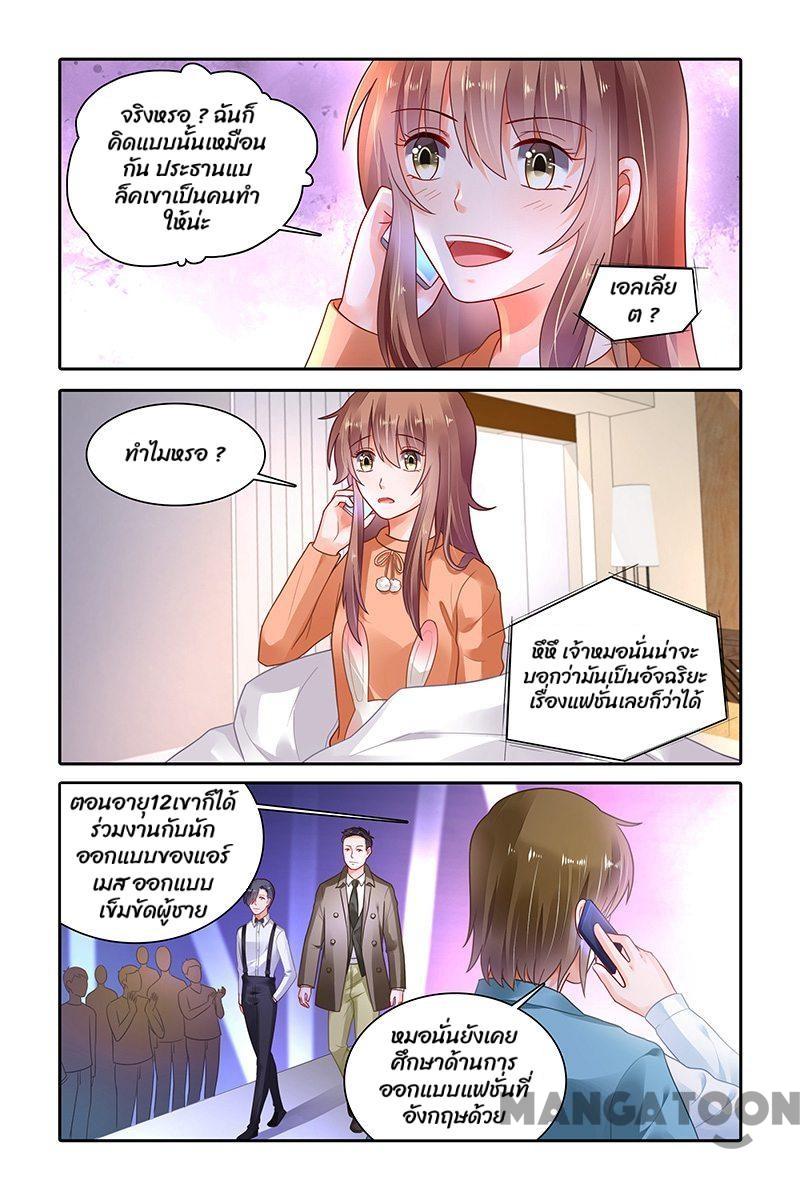 จริงหรอ ? ฉันก็
คิดแบบนั้นเหมือน
กัน ประธานแบ
ล็คเขาเป็นคนทำ
ให้น่ะ
เอลเลีย
ต ?
ทำไมหรอ ?
หึหึ เจ้าหมอนั่นน่าจะ
บอกว่ามันเป็นอัจฉริยะ
เรื่องแฟชั่นเลยก็ว่าได้
ตอนอายุ12เขาก็ได้
ร่วมงานกับนัก
ออกแบบของแอร์
เมส ออกแบบ
เข็มขัดผู้ชาย
หมอนั่นยังเคย
ศึกษาด้านการ
ออกแบบแฟชั่นที่
อังกฤษด้วย
MANGATOON